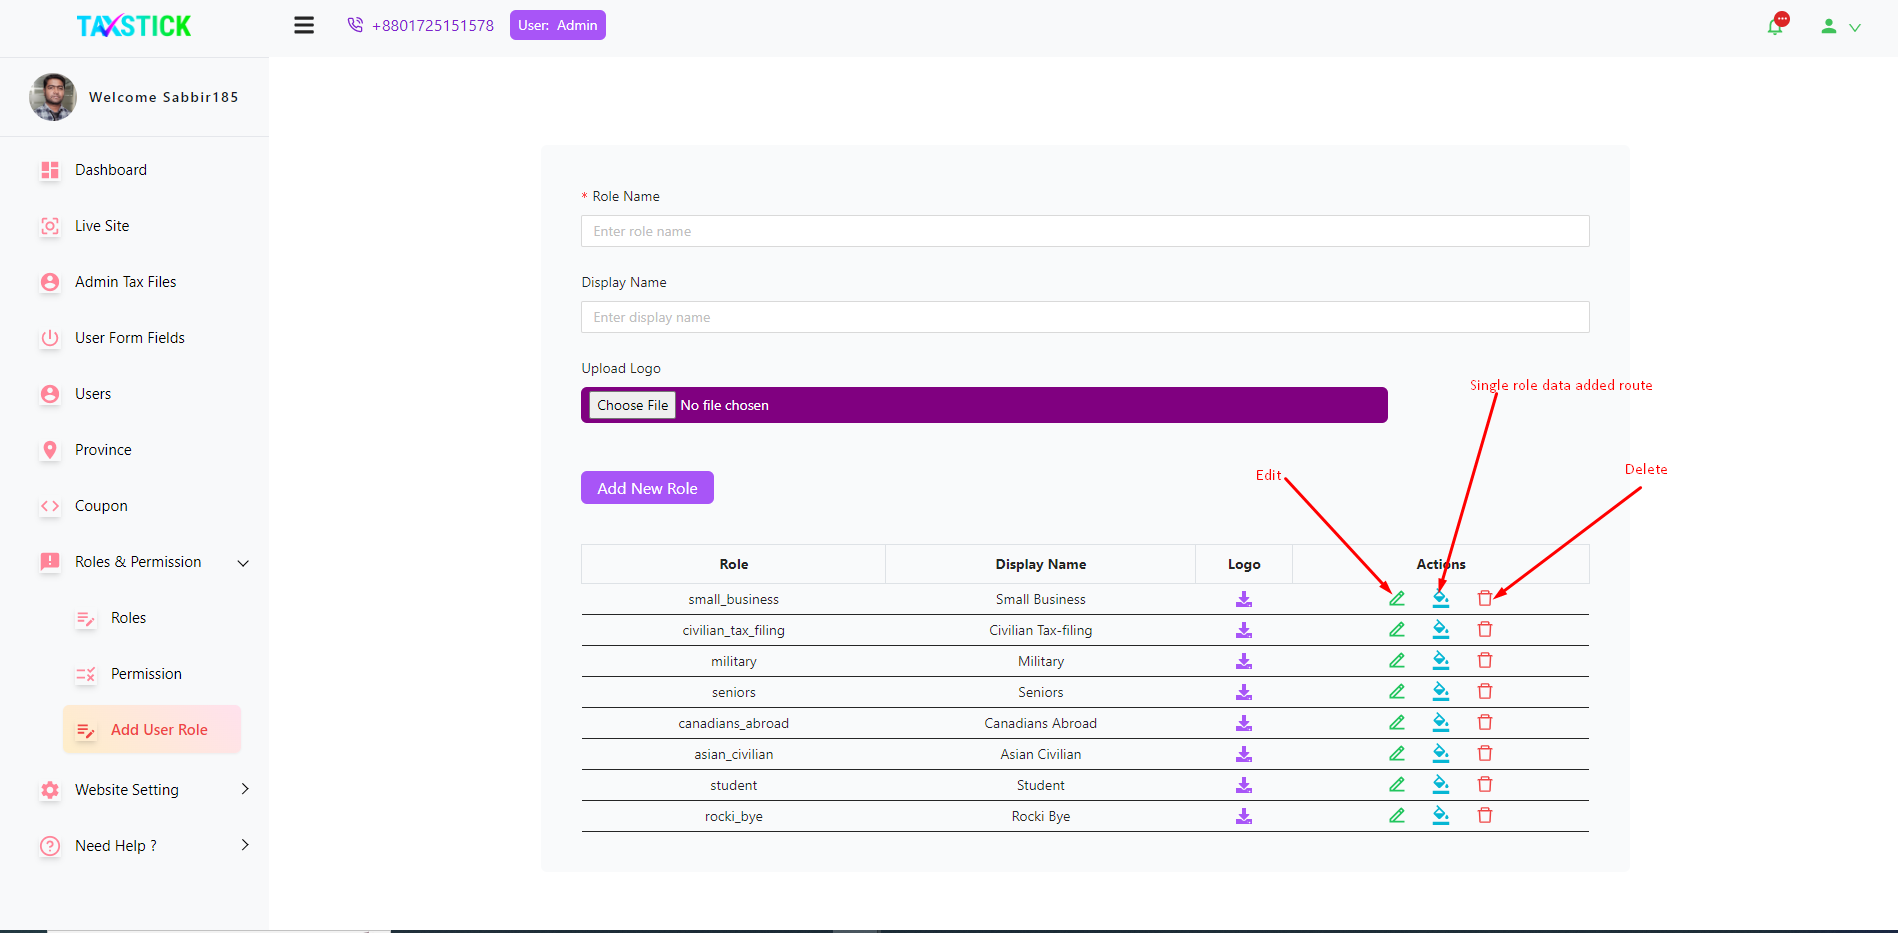 TAXSTICK
+8801725151578
User: Admin
Welcome Sabbir185
Dashboard
Live Site
Admin Tax Files
User Form Fields
Users
Province
Coupon
Roles & Permission
Roles
Permission
Add User Role
Website Setting
Need Help ?
* Role Name
Enter role name
Display Name
Enter display name
Upload Logo
Choose File No file chosen
Single role data added route
Add New Role
Edit
Delete
Role Display Name Logo Actions
small_business Small Business
civilian_tax_filing Civilian Tax-filing
military Military
seniors Seniors
canadians_abroad Canadians Abroad
asian_civilian Asian Civilian
student Student
rocki_bye Rocki Bye